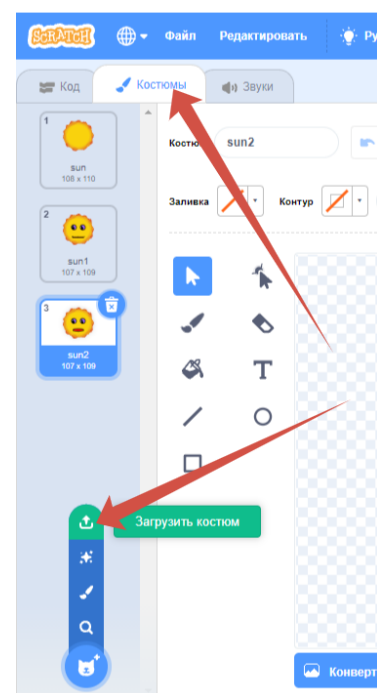 SCRATCH Файл Редактировать Ру
Код Костюмы Звуки
1
sun
108 x 110
2
sun1
107 x 109
3
sun2
107 x 109
sun2
Заливка Контур
T
Загрузить костюм
Конверт